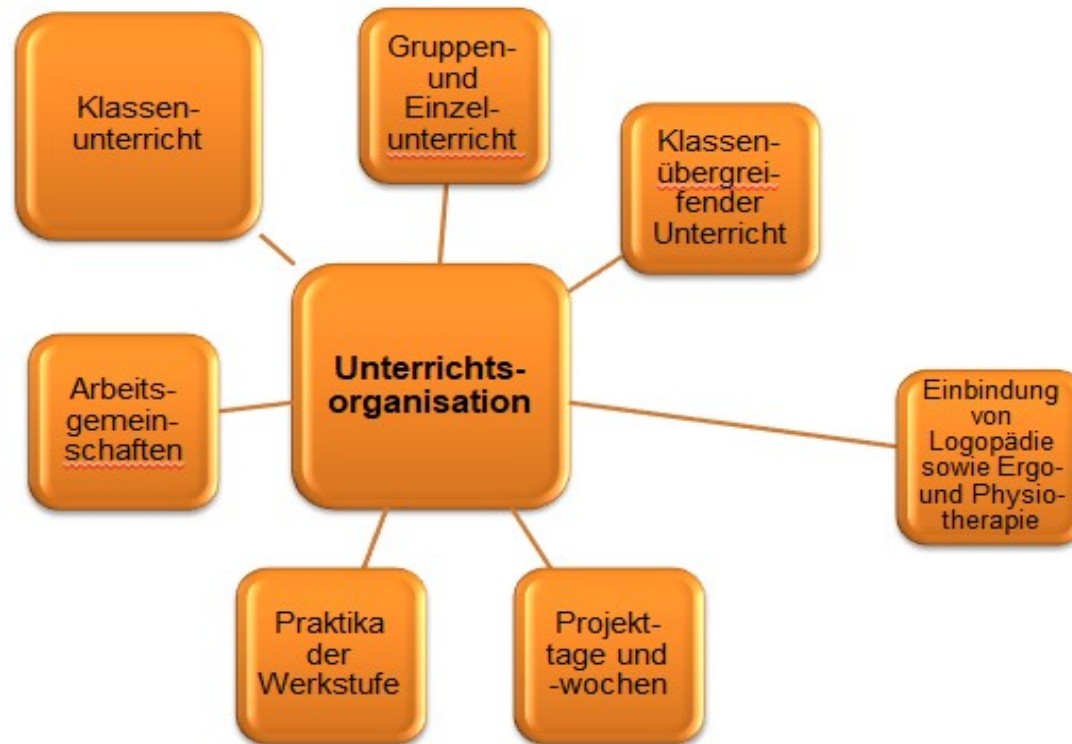 Klassen-
unterricht
Gruppen-
und
Einzel-
unterricht
Klassen-
übergrei-
fender
Unterricht
Unterrichts-
organisation
Arbeits-
gemein-
schaften
Einbindung
von
Logopädie
sowie Ergo-
und Physio-
therapie
Praktika
der
Werkstufe
Projekt-
tage und
-wochen